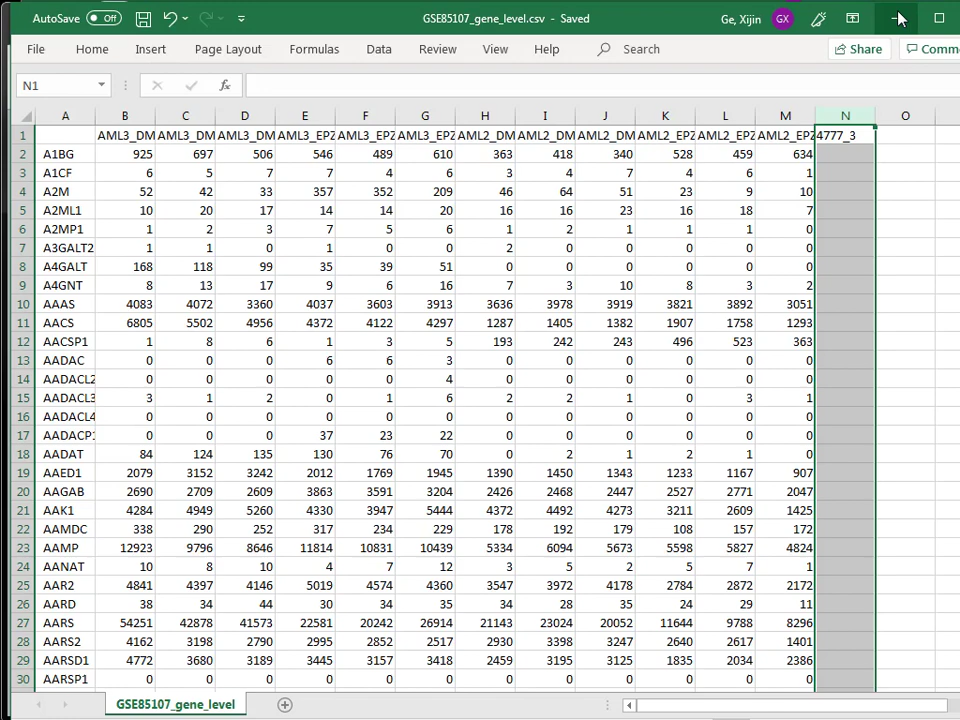 AutoSave Off GSE85107_gene_level.csv - Saved Ge, Xijin GX
File Home Insert Page Layout Formulas Data Review View Help Search Share Comm
N1 fx
A B C D E F G H I J K L M N O
1 AML3_DM AML3_DM AML3_DM AML3_EPZ AML3_EPZ AML3_EPZ AML2_DM AML2_DM AML2_DM AML2_EPZ AML2_EPZ AML2_EPZ 4777_3
2 A1BG 925 697 506 546 489 610 363 418 340 528 459 634
3 A1CF 6 5 7 7 4 6 3 4 7 4 6 1
4 A2M 52 42 33 357 352 209 46 64 51 23 9 10
5 A2ML1 10 20 17 14 14 20 16 16 23 16 18 7
6 A2MP1 1 2 3 7 5 6 1 2 1 1 1 0
7 A3GALT2 1 1 0 1 0 0 2 0 0 0 0 0
8 A4GALT 168 118 99 35 39 51 0 0 0 0 0 0
9 A4GNT 8 13 17 9 6 16 7 3 10 8 3 2
10 AAAS 4083 4072 3360 4037 3603 3913 3636 3978 3919 3821 3892 3051
11 AACS 6805 5502 4956 4372 4122 4297 1287 1405 1382 1907 1758 1293
12 AACSP1 1 8 6 1 3 5 193 242 243 496 523 363
13 AADAC 0 0 0 6 6 3 0 0 0 0 0 0
14 AADACL2 0 0 0 0 0 4 0 0 0 0 0 0
15 AADACL3 3 1 2 0 1 6 2 2 1 0 3 1
16 AADACL4 0 0 0 0 0 0 0 0 0 0 0 0
17 AADACP1 0 0 0 37 23 22 0 0 0 0 0 0
18 AADAT 84 124 135 130 76 70 0 2 1 2 1 0
19 AAED1 2079 3152 3242 2012 1769 1945 1390 1450 1343 1233 1167 907
20 AAGAB 2690 2709 2609 3863 3591 3204 2426 2468 2447 2527 2771 2047
21 AAK1 4284 4949 5260 4330 3947 5444 4372 4492 4273 3211 2609 1425
22 AAMDC 338 290 252 317 234 229 178 192 179 108 157 172
23 AAMP 12923 9796 8646 11814 10831 10439 5334 6094 5673 5598 5827 4824
24 AANAT 10 8 10 4 7 12 3 5 2 5 7 1
25 AAR2 4841 4397 4146 5019 4574 4360 3547 3972 4178 2784 2872 2172
26 AARD 38 34 44 30 34 35 34 28 35 24 29 11
27 AARS 54251 42878 41573 22581 20242 26914 21143 23024 20052 11644 9788 8296
28 AARS2 4162 3198 2790 2995 2852 2517 2930 3398 3247 2640 2617 1401
29 AARSD1 4772 3680 3189 3445 3157 3418 2459 3195 3125 1835 2034 2386
30 AARSP1 0 0 0 0 0 0 0 0 0 0 0 0
GSE85107_gene_level